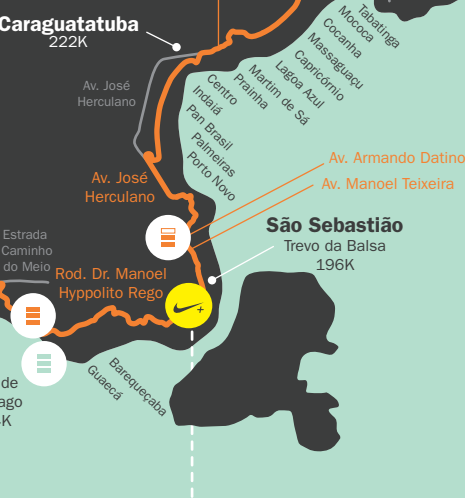 Caraguatatuba
222K
Tabatinga
Mococa
Cocanha
Massaguaçu
Capricórnio
Lagoa Azul
Martim de Sá
Prainha
Centro
Indaiá
Pan Brasil
Palmeiras
Porto Novo
Av. José
Herculano
Av. José
Herculano
Av. Armando Datino
Av. Manoel Teixeira
São Sebastião
Trevo da Balsa
196K
Estrada
Caminho
do Meio
Rod. Dr. Manoel
Hyppolito Rego
Barequeçaba
Guaecá
de
ago
K